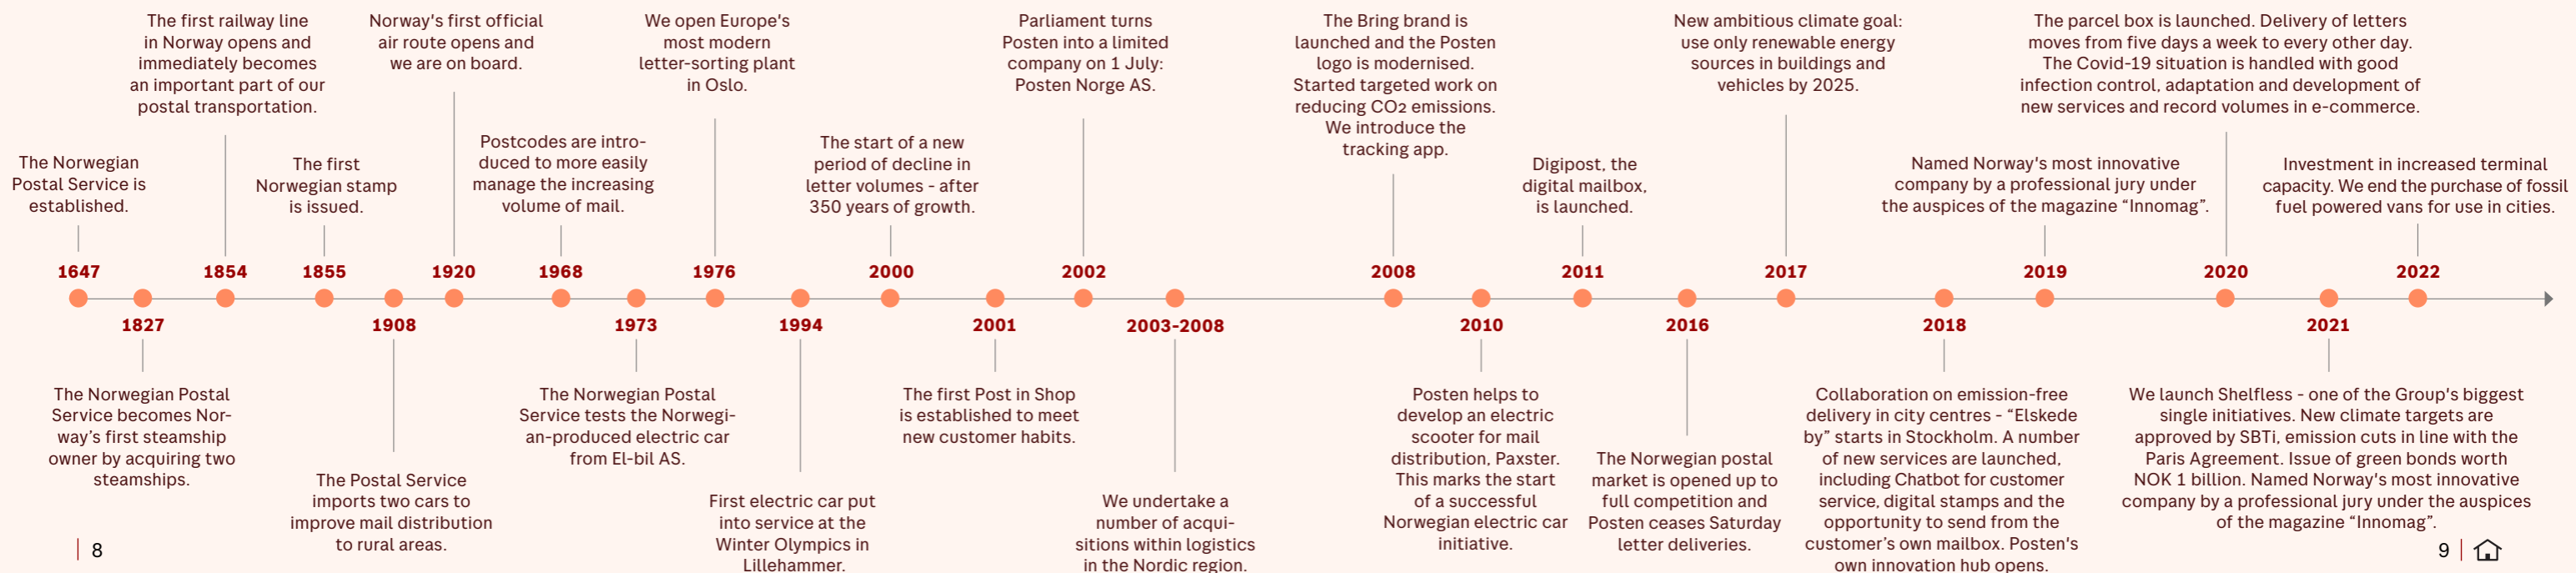 The first railway line
in Norway opens and
immediately becomes
an important part of our
postal transportation.
Norway's first official
air route opens and
we are on board.
We open Europe's
most modern
letter-sorting plant
in Oslo.
Parliament turns
Posten into a limited
company on 1 July:
Posten Norge AS.
The Bring brand is
launched and the Posten
logo is modernised.
Started targeted work on
reducing CO2 emissions.
We introduce the
tracking app.
New ambitious climate goal:
use only renewable energy
sources in buildings and
vehicles by 2025.
The parcel box is launched. Delivery of letters
moves from five days a week to every other day.
The Covid-19 situation is handled with good
infection control, adaptation and development of
new services and record volumes in e-commerce.
The Norwegian
Postal Service is
established.
The first
Norwegian stamp
is issued.
Postcodes are intro-
duced to more easily
manage the increasing
volume of mail.
The start of a new
period of decline in
letter volumes - after
350 years of growth.
Digipost, the
digital mailbox,
is launched.
Named Norway's most innovative
company by a professional jury under
the auspices of the magazine “Innomag”.
Investment in increased terminal
capacity. We end the purchase of fossil
fuel powered vans for use in cities.
1647
1854
1855
1920
1968
1976
2000
2002
2008
2011
2017
2019
2020
2022
1827
1908
1973
1994
2001
2003-2008
2010
2016
2018
2021
The Norwegian Postal
Service becomes Nor-
way’s first steamship
owner by acquiring two
steamships.
The Postal Service
imports two cars to
improve mail distribution
to rural areas.
The Norwegian Postal
Service tests the Norwegi-
an-produced electric car
from El-bil AS.
First electric car put
into service at the
Winter Olympics in
Lillehammer.
The first Post in Shop
is established to meet
new customer habits.
We undertake a
number of acqui-
sitions within logistics
in the Nordic region.
Posten helps to
develop an electric
scooter for mail
distribution, Paxster.
This marks the start
of a successful
Norwegian electric car
initiative.
The Norwegian postal
market is opened up to
full competition and
Posten ceases Saturday
letter deliveries.
Collaboration on emission-free
delivery in city centres - “Elskede
by” starts in Stockholm. A number
of new services are launched,
including Chatbot for customer
service, digital stamps and the
opportunity to send from the
customer’s own mailbox. Posten's
own innovation hub opens.
We launch Shelfless - one of the Group's biggest
single initiatives. New climate targets are
approved by SBTi, emission cuts in line with the
Paris Agreement. Issue of green bonds worth
NOK 1 billion. Named Norway's most innovative
company by a professional jury under the auspices
of the magazine “Innomag”.
8
9